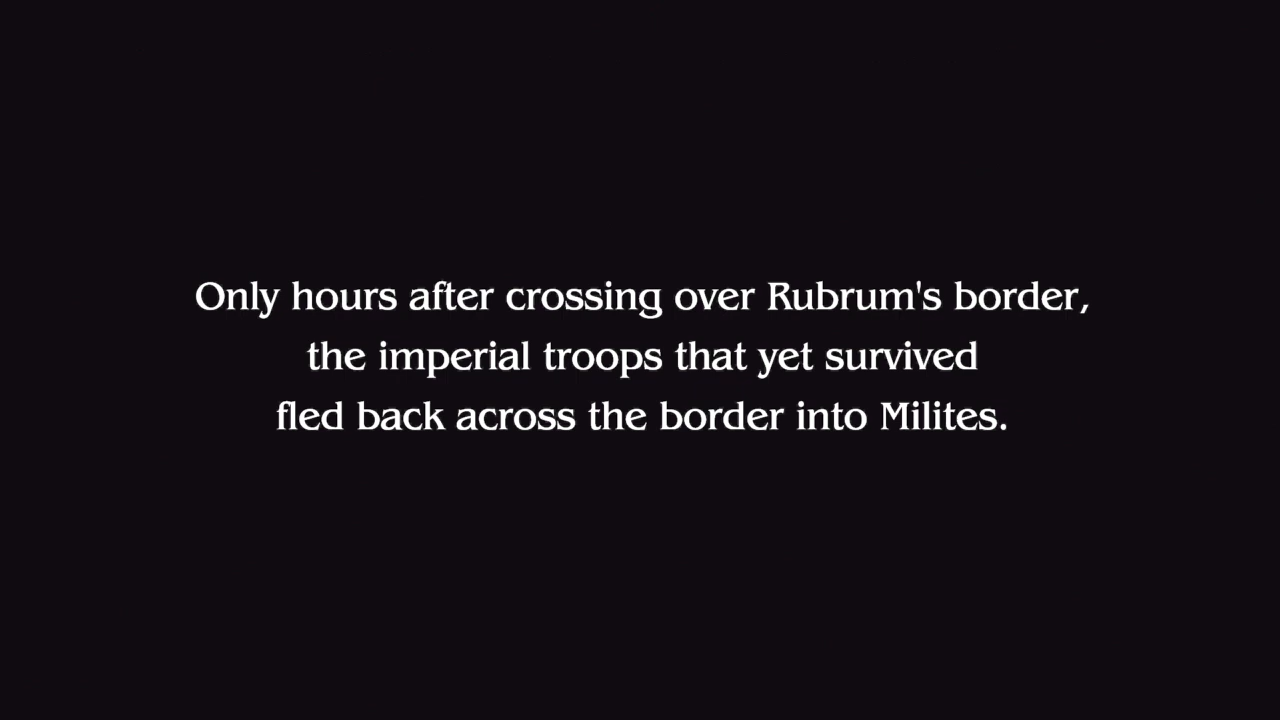 Only hours after crossing over Rubrum's border,
the imperial troops that yet survived
fled back across the border into Milites.